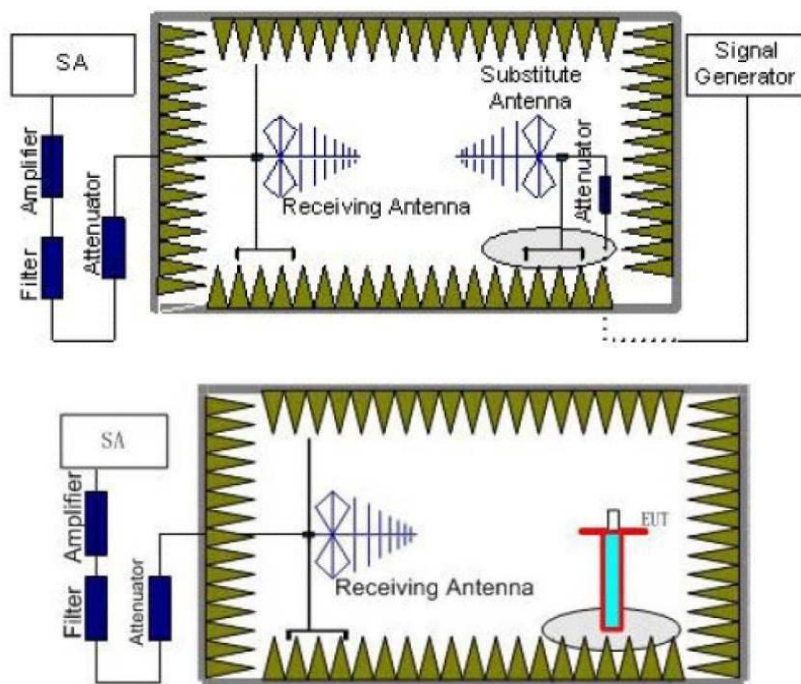 SA
Signal
Generator
Substitute
Antenna
Amplifier
Filter
Attenuator
Receiving Antenna
Attenuator
SA
Amplifier
Filter
Attenuator
Receiving Antenna
EUT